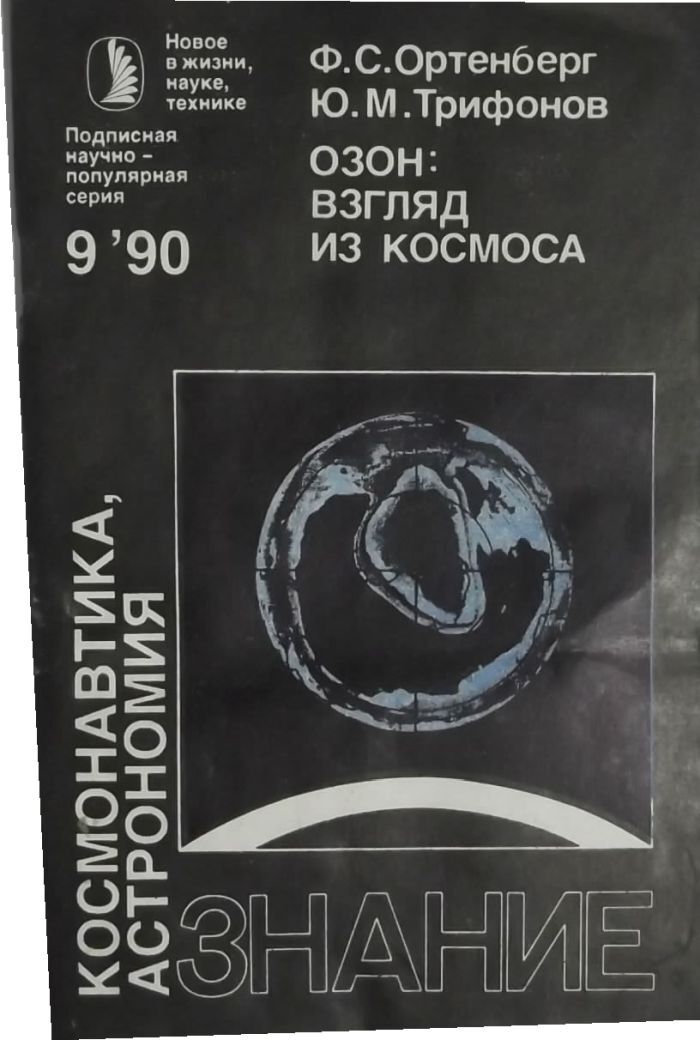 Новое
в жизни,
науке,
технике
Подписная
научно –
популярная
серия
9 '90
Ф.С.Ортенберг
Ю.М.Трифонов
ОЗОН:
ВЗГЛЯД
ИЗ КОСМОСА
КОСМОНАВТИКА,
АСТРОНОМИЯ
ЗНАНИЕ